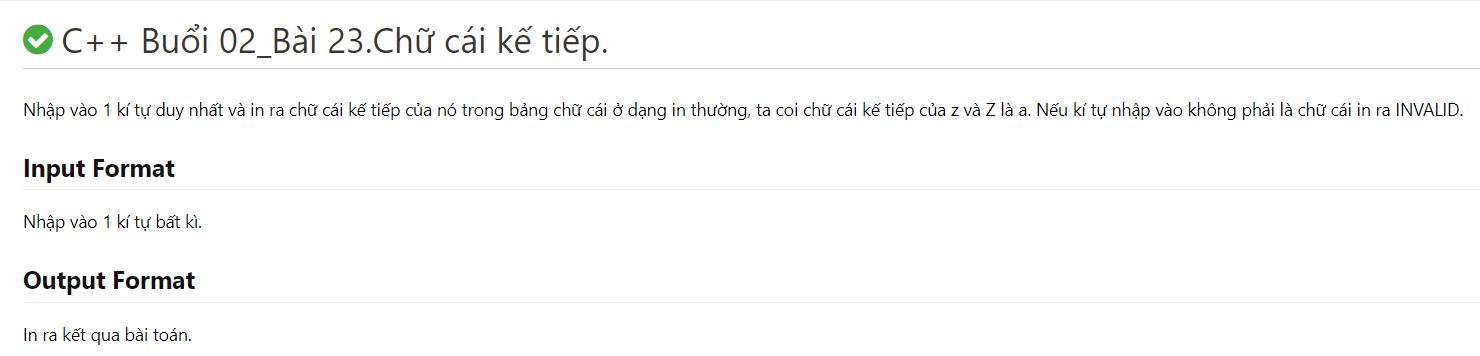 C++ Buổi 02_Bài 23.Chữ cái kế tiếp.
Nhập vào 1 kí tự duy nhất và in ra chữ cái kế tiếp của nó trong bảng chữ cái ở dạng in thường, ta coi chữ cái kế tiếp của z và Z là a. Nếu kí tự nhập vào không phải là chữ cái in ra INVALID.
Input Format
Nhập vào 1 kí tự bất kì.
Output Format
In ra kết qua bài toán.